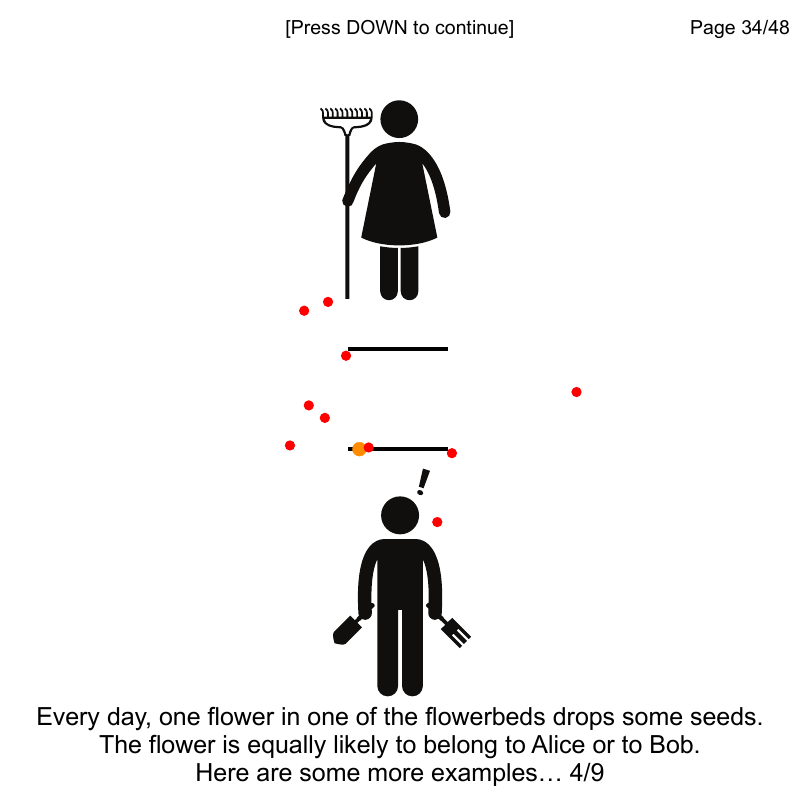 [Press DOWN to continue]
Page 34/48
!
Every day, one flower in one of the flowerbeds drops some seeds.
The flower is equally likely to belong to Alice or to Bob.
Here are some more examples… 4/9